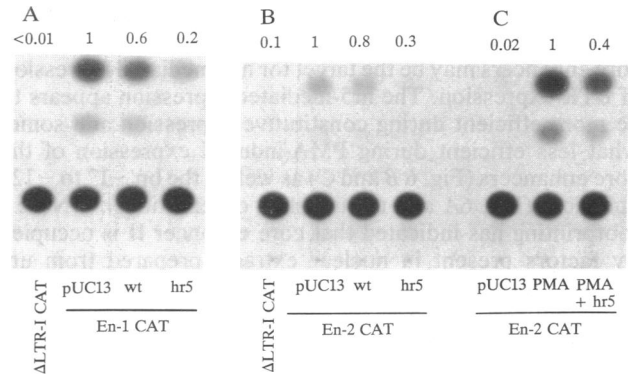 A
B
C
<0.01 1 0.6 0.2
0.1 1 0.8 0.3
0.02 1 0.4
ΔLTR-I CAT
pUC13 wt hr5
En-1 CAT
ΔLTR-I CAT
pUC13 wt hr5
En-2 CAT
pUC13 PMA PMA
+ hr5
En-2 CAT